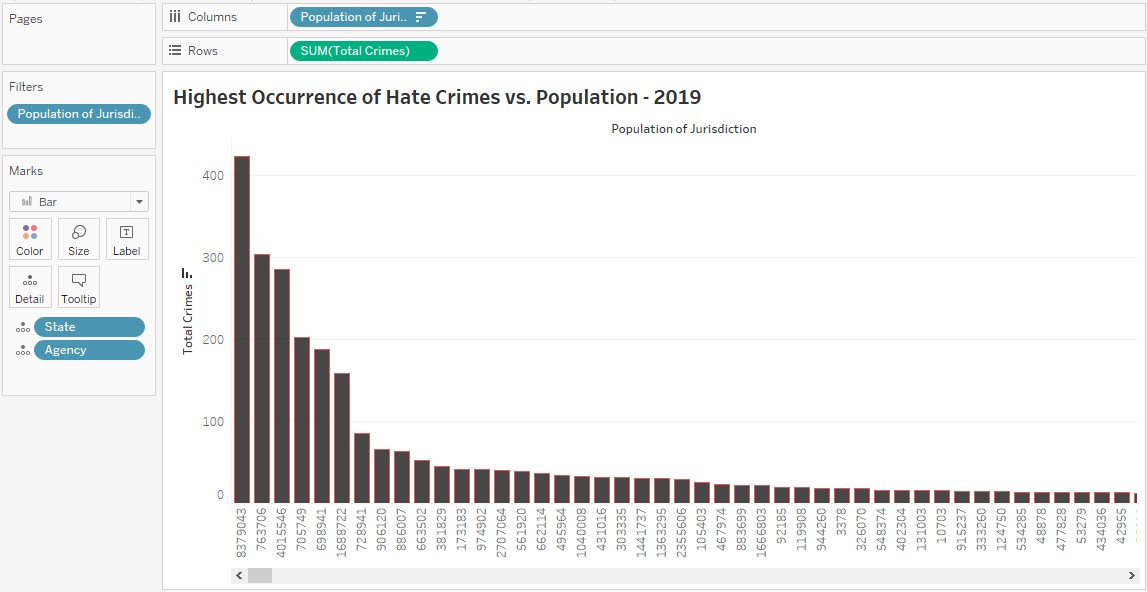 Pages
Columns
Population of Juri..
Rows
SUM(Total Crimes)
Filters
Population of Jurisdi..
Marks
Bar
Color
Size
Label
Detail
Tooltip
State
Agency
Highest Occurrence of Hate Crimes vs. Population - 2019
Population of Jurisdiction
Total Crimes
400
300
200
100
0
8379043
763706
4015546
705749
698941
1688722
728941
906120
886007
663502
381829
173183
974902
2707064
561920
662114
495964
1040008
431016
303335
1441737
1363295
2355606
105403
467974
883699
1666803
92185
119908
944260
3378
326070
548374
402304
131003
10703
915237
333260
124750
534285
48878
477828
53279
434036
42955